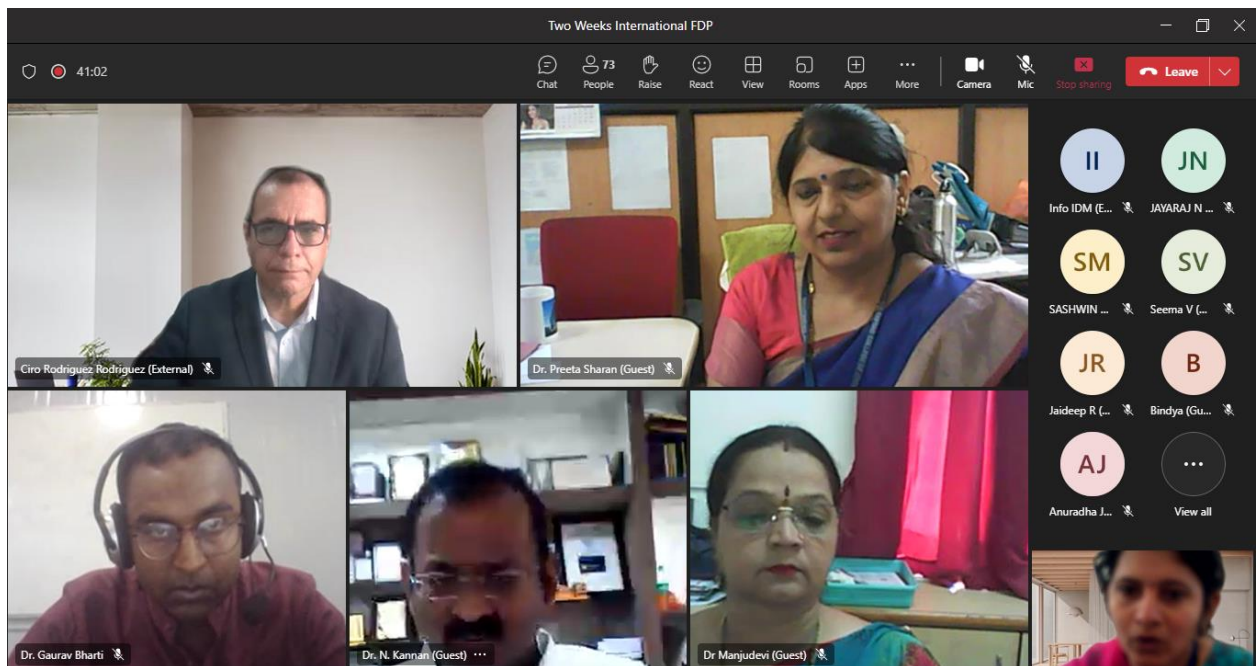 Two Weeks International FDP
41:02
Chat
People 73
Raise
React
View
Rooms
Apps
More
Camera
Mic
Stop sharing
Leave
Ciro Rodriguez Rodriguez (External)
Dr. Preeta Sharan (Guest)
II
JN
Info IDM (E...
JAYARAJ N ...
SM
SV
SASHWIN ...
Seema V (...
JR
B
Jaideep R (...
Bindya (Gu...
AJ
...
Anuradha J...
View all
Dr. Gaurav Bharti
Dr. N. Kannan (Guest) ...
Dr Manjudevi (Guest)